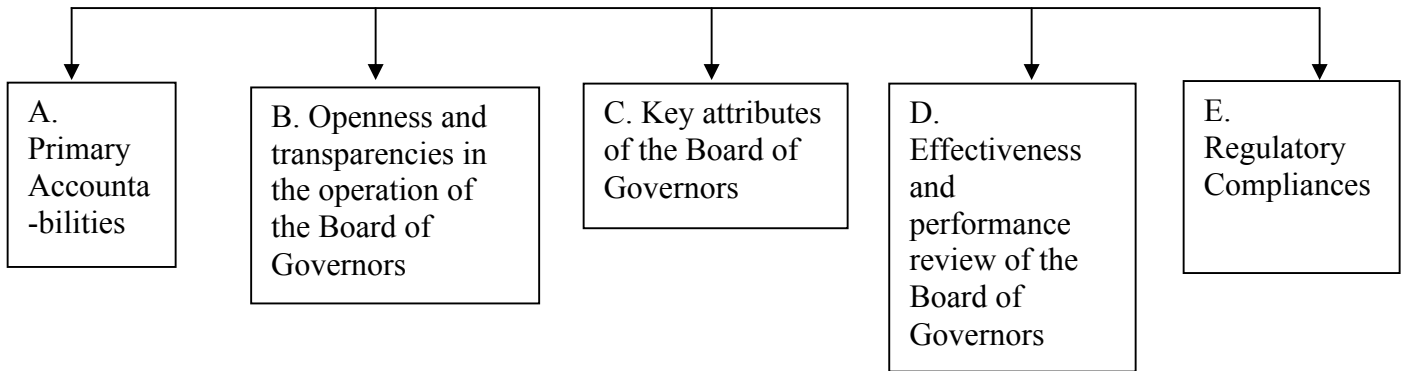 A.
Primary
Accounta
-bilities
B. Openness and
transparencies in
the operation of
the Board of
Governors
C. Key attributes
of the Board of
Governors
D.
Effectiveness
and
performance
review of the
Board of
Governors
E.
Regulatory
Compliances